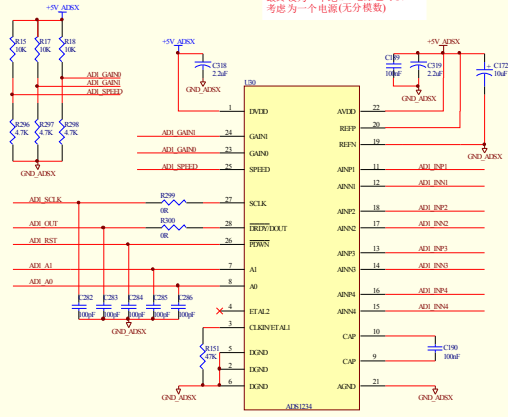 考虑为一个电源(无分模数)
+5V_ADSX
R15
10K
R17
10K
R18
10K
ADI_GAIN0
ADI_GAIN1
ADI_SPEED
R296
4.7K
R297
4.7K
R298
4.7K
GND_ADSX
+5V_ADSX
C318
2.2uF
GND_ADSX
+5V_ADSX
C189
100nF
C319
2.2uF
C172
10uF
GND_ADSX
GND_ADSX
U30
1
DVDD
AVDD
22
REFP
20
REFN
19
ADI_GAIN1
24
GAIN1
ADI_GAIN0
23
GAIN0
ADI_SPEED
25
SPEED
AINP1
11
ADI_INP1
AINN1
12
ADI_INN1
ADI_SCLK
R299
0R
27
SCLK
AINP2
18
ADI_INP2
AINN2
17
ADI_INN2
ADI_OUT
R300
0R
28
DRDY/DOUT
ADI_RST
26
PDWN
AINP3
13
ADI_INP3
AINN3
14
ADI_INN3
ADI_A1
7
A1
ADI_A0
8
A0
AINP4
16
ADI_INP4
AINN4
15
ADI_INN4
C282
100pF
C283
100pF
C284
100pF
C285
100pF
C286
100pF
GND_ADSX
4
ETAL2
3
CLKIN/ETAL1
R151
47K
5
DGND
2
DGND
6
DGND
GND_ADSX
CAP
10
C190
100nF
CAP
9
AGND
21
GND_ADSX
ADS1234